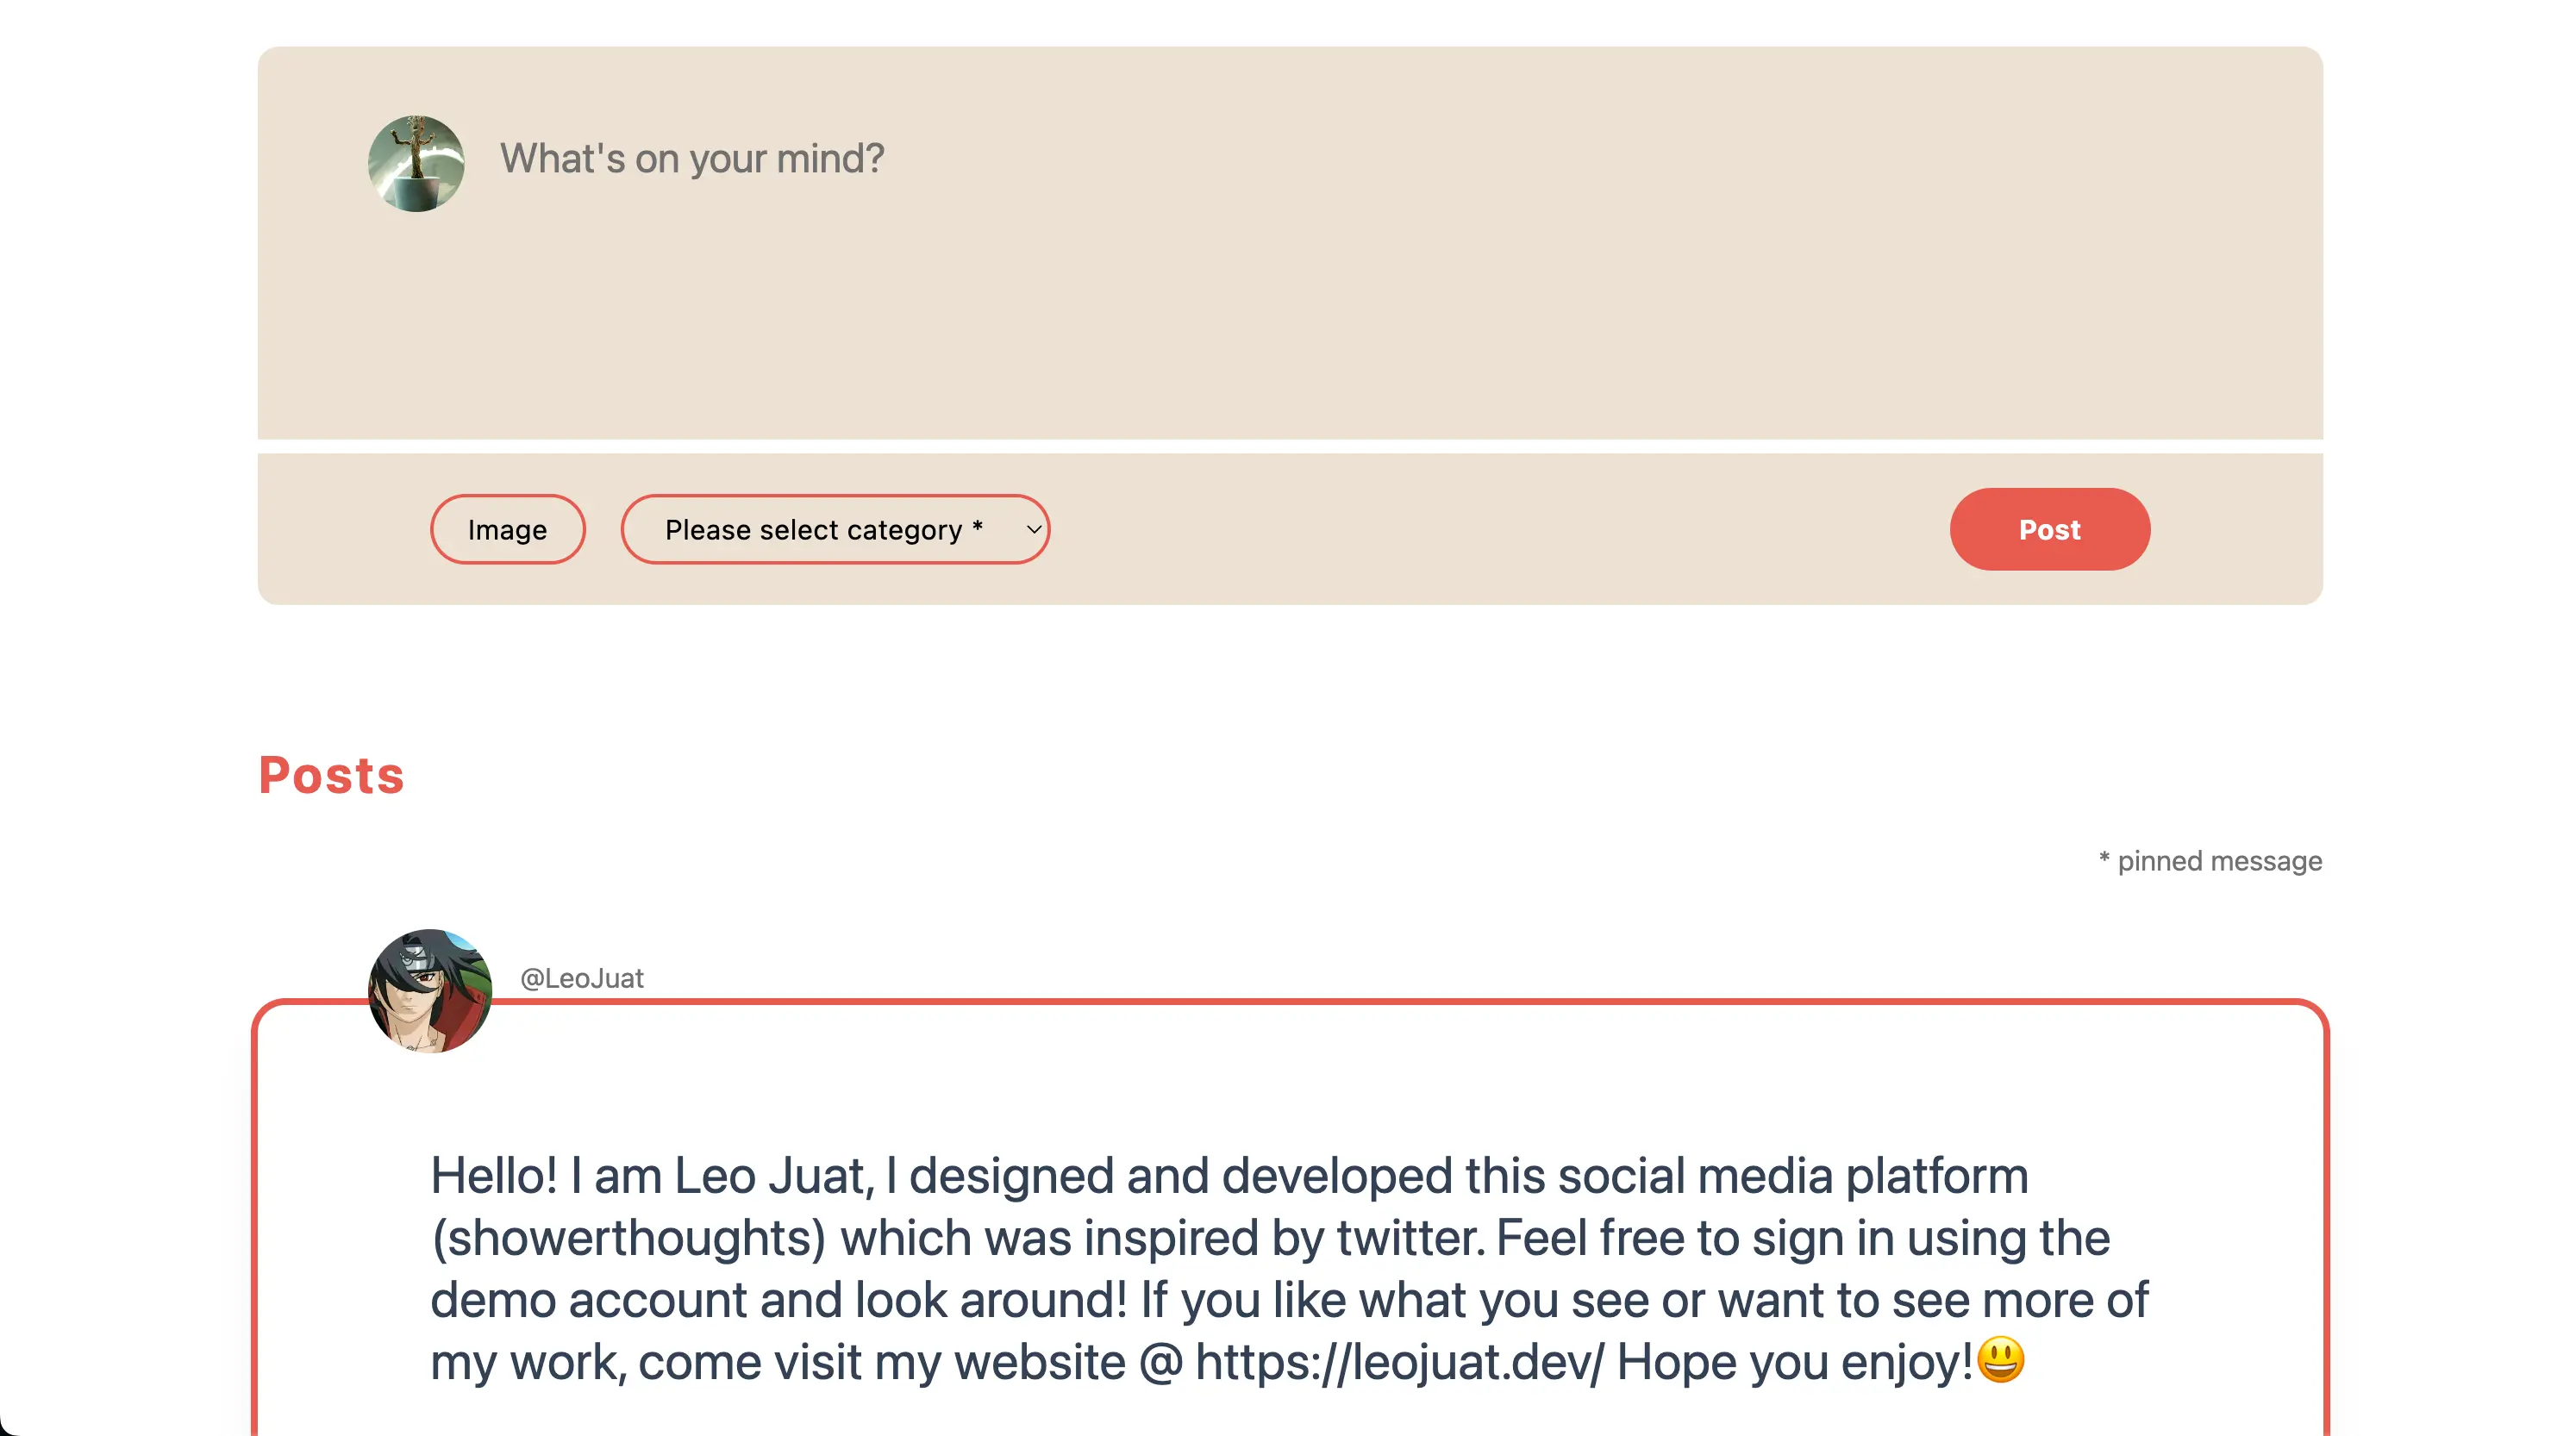 What's on your mind?
Image
Please select category *
Post
Posts
* pinned message
@LeoJuat
Hello! I am Leo Juat, I designed and developed this social media platform
(showerthoughts) which was inspired by twitter. Feel free to sign in using the
demo account and look around! If you like what you see or want to see more of
my work, come visit my website @ https://leojuat.dev/ Hope you enjoy!😃